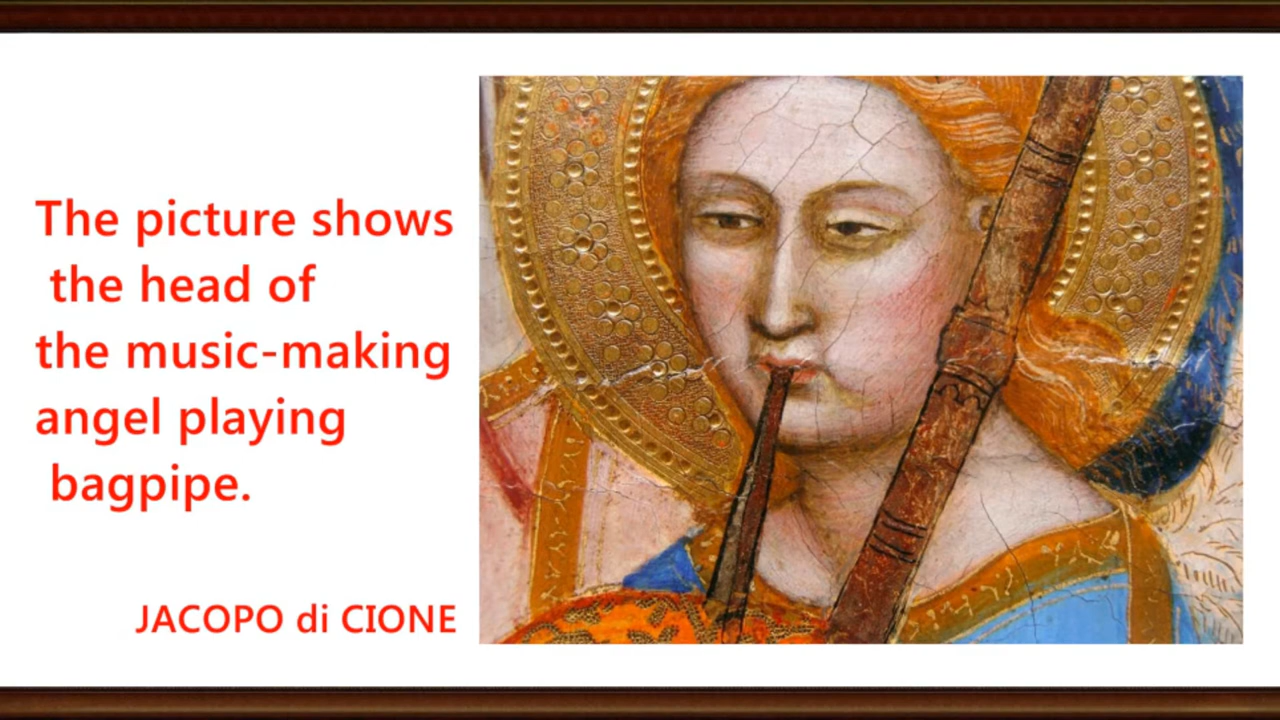 The picture shows
the head of
the music-making
angel playing
bagpipe.
JACOPO di CIONE